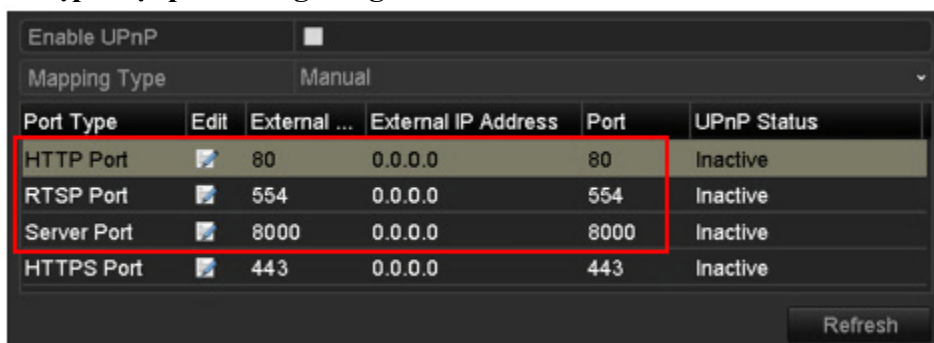 Enable UPnP
Mapping Type Manual
Port Type Edit External ... External IP Address Port UPnP Status
HTTP Port 80 0.0.0.0 80 Inactive
RTSP Port 554 0.0.0.0 554 Inactive
Server Port 8000 0.0.0.0 8000 Inactive
HTTPS Port 443 0.0.0.0 443 Inactive
Refresh